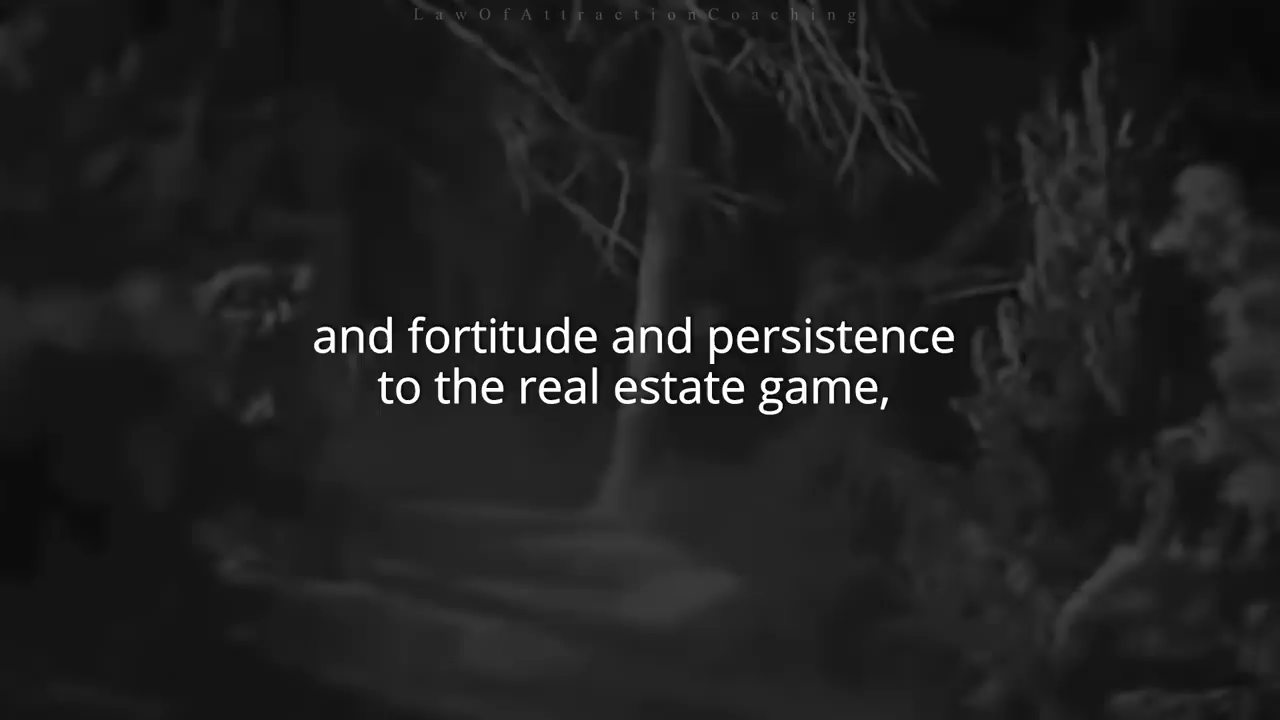 LawOfAttractionCoaching
and fortitude and persistence
to the real estate game,